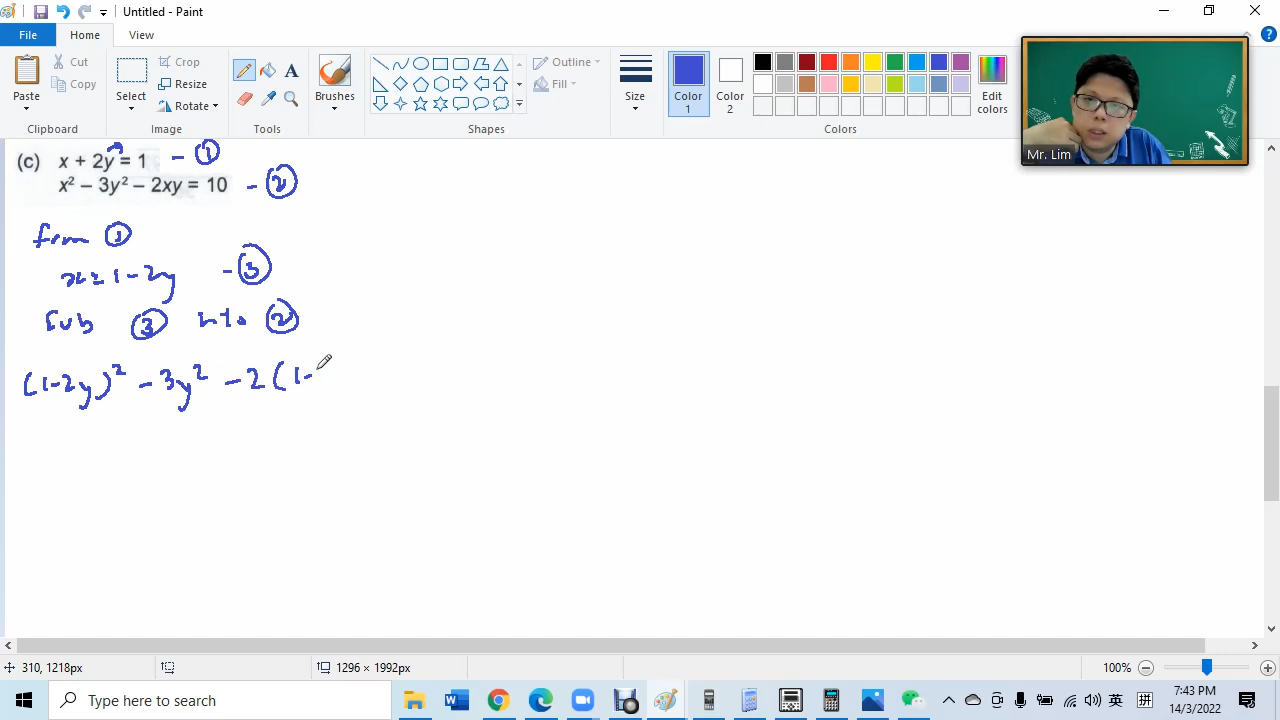 Untitled - Paint
File Home View
Paste Cut Copy Clipboard
Select Crop Resize Rotate Image
Tools
Brushes
Outline Fill Shapes
Size
Color 1 Color 2 Edit colors Colors
Mr. Lim
(c) x + 2y = 1 - ①
x² – 3y² – 2xy = 10 - ②
from ①
x = 1 - 2y - ③
Sub ③ into ②
(1-2y)² - 3y² - 2(1-
310, 1218px 1296 × 1992px 100%
Type here to search
英 拼 7:43 PM
14/3/2022